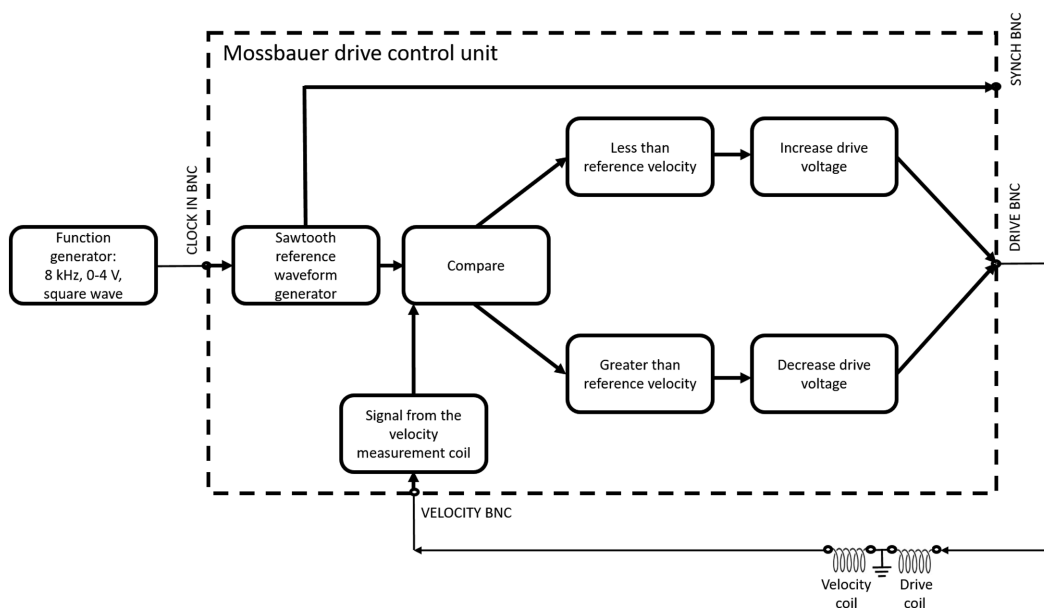 Mossbauer drive control unit
SYNCH BNC
Less than
reference velocity
Increase drive
voltage
CLOCK IN BNC
DRIVE BNC
Function
generator:
8 kHz, 0-4 V,
square wave
Sawtooth
reference
waveform
generator
Compare
Greater than
reference velocity
Decrease drive
voltage
Signal from the
velocity
measurement coil
VELOCITY BNC
Velocity
coil
Drive
coil